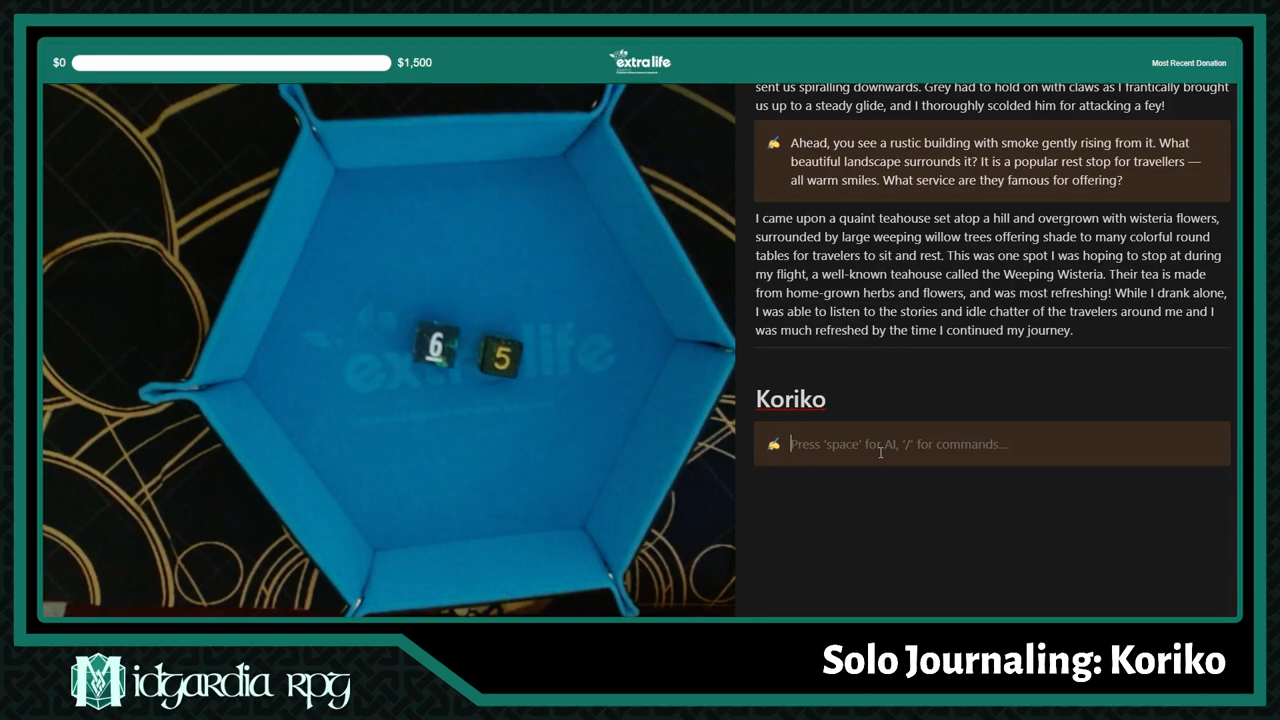 $0
$1,500
extralife
Most Recent Donation
sent us spiralling downwards. Grey had to hold on with claws as I frantically brought
us up to a steady glide, and I thoroughly scolded him for attacking a fey!
Ahead, you see a rustic building with smoke gently rising from it. What
beautiful landscape surrounds it? It is a popular rest stop for travellers —
all warm smiles. What service are they famous for offering?
I came upon a quaint teahouse set atop a hill and overgrown with wisteria flowers,
surrounded by large weeping willow trees offering shade to many colorful round
tables for travelers to sit and rest. This was one spot I was hoping to stop at during
my flight, a well-known teahouse called the Weeping Wisteria. Their tea is made
from home-grown herbs and flowers, and was most refreshing! While I drank alone,
I was able to listen to the stories and idle chatter of the travelers around me and I
was much refreshed by the time I continued my journey.
6 5
extralife
Koriko
Press 'space' for AI, '/' for commands...
Midgardia RPG
Solo Journaling: Koriko